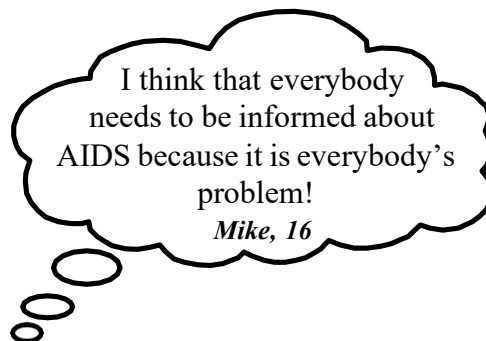 I think that everybody
needs to be informed about
AIDS because it is everybody’s
problem!
Mike, 16